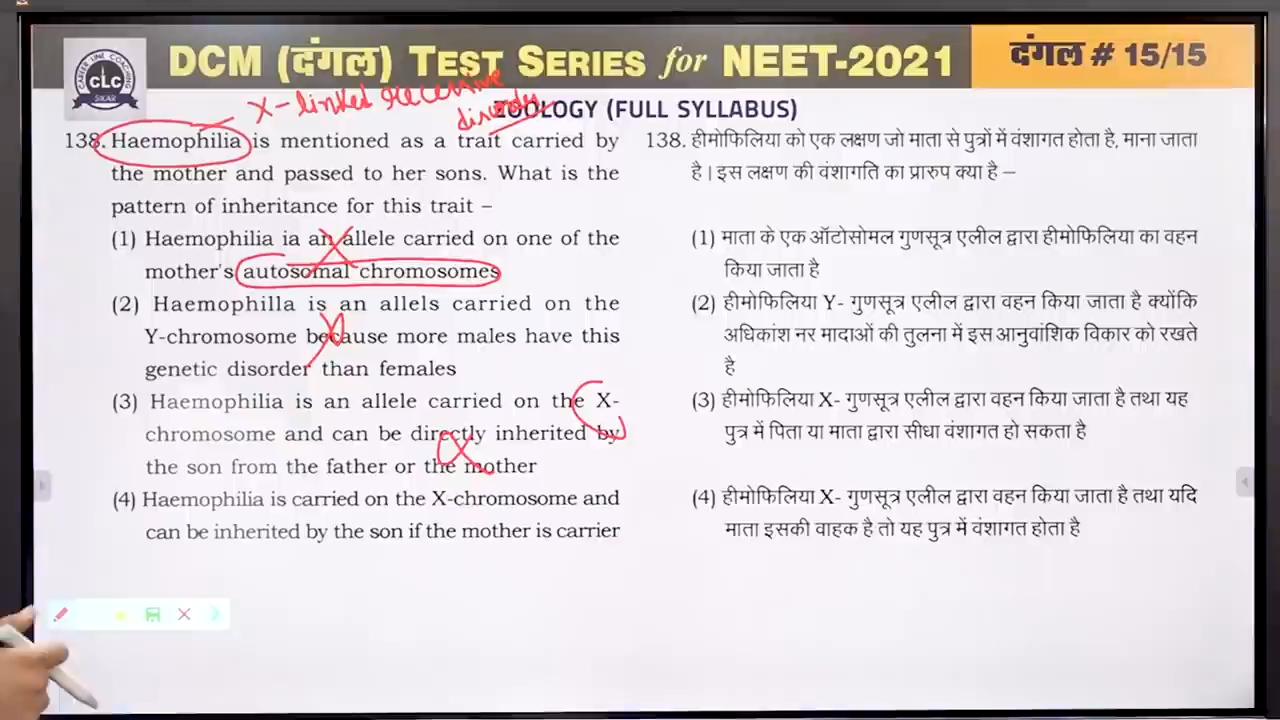 DCM (दंगल) TEST SERIES for NEET-2021
दंगल # 15/15
CLC
SIKAR
X-linked recessive
disorder
ZOOLOGY (FULL SYLLABUS)
138. Haemophilia is mentioned as a trait carried by
the mother and passed to her sons. What is the
pattern of inheritance for this trait –
(1) Haemophilia ia an allele carried on one of the
mother's autosomal chromosomes
(2) Haemophilla is an allels carried on the
Y-chromosome because more males have this
genetic disorder than females
(3) Haemophilia is an allele carried on the X-
chromosome and can be directly inherited by
the son from the father or the mother
(4) Haemophilia is carried on the X-chromosome and
can be inherited by the son if the mother is carrier
138. हीमोफिलिया को एक लक्षण जो माता से पुत्रों में वंशागत होता है, माना जाता
है। इस लक्षण की वंशागति का प्रारुप क्या है –
(1) माता के एक ऑटोसोमल गुणसूत्र एलील द्वारा हीमोफिलिया का वहन
किया जाता है
(2) हीमोफिलिया Y- गुणसूत्र एलील द्वारा वहन किया जाता है क्योंकि
अधिकांश नर मादाओं की तुलना में इस आनुवांशिक विकार को रखते
है
(3) हीमोफिलिया X- गुणसूत्र एलील द्वारा वहन किया जाता है तथा यह
पुत्र में पिता या माता द्वारा सीधा वंशागत हो सकता है
(4) हीमोफिलिया X- गुणसूत्र एलील द्वारा वहन किया जाता है तथा यदि
माता इसकी वाहक है तो यह पुत्र में वंशागत होता है